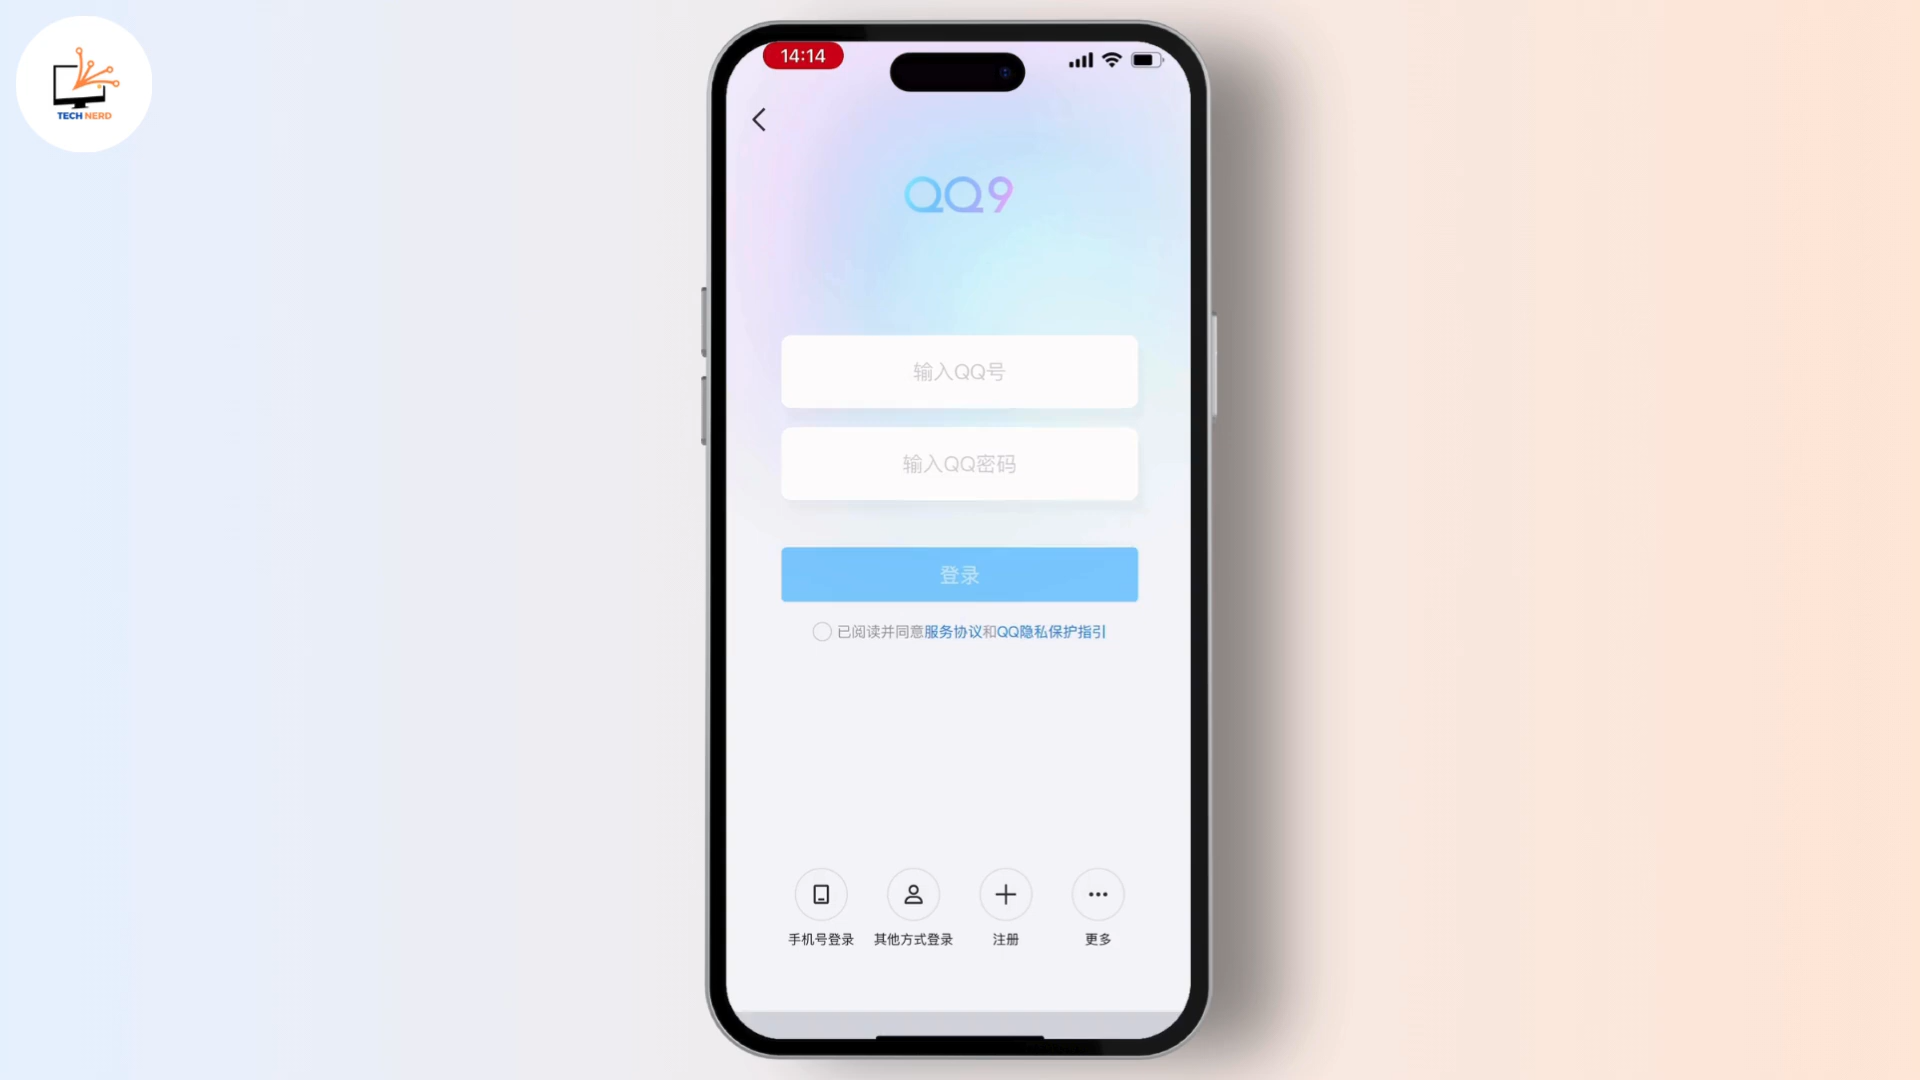 TECH NERD
14:14
QQ9
输入QQ号
输入QQ密码
登录
已阅读并同意服务协议和QQ隐私保护指引
手机号登录
其他方式登录
注册
更多